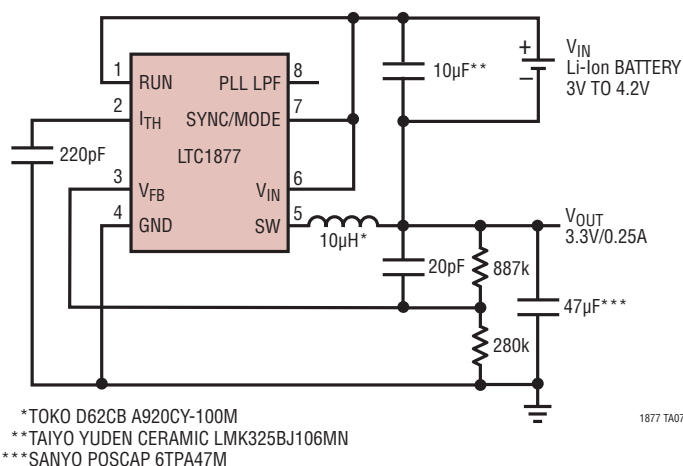 1
RUN
PLL LPF
8
2
ITH
SYNC/MODE
7
LTC1877
3
VFB
VIN
6
4
GND
SW
5
220pF
10µF**
+
−
VIN
Li-Ion BATTERY
3V TO 4.2V
10µH*
20pF
887k
280k
VOUT
3.3V/0.25A
47µF***
*TOKO D62CB A920CY-100M
**TAIYO YUDEN CERAMIC LMK325BJ106MN
***SANYO POSCAP 6TPA47M
1877 TA07